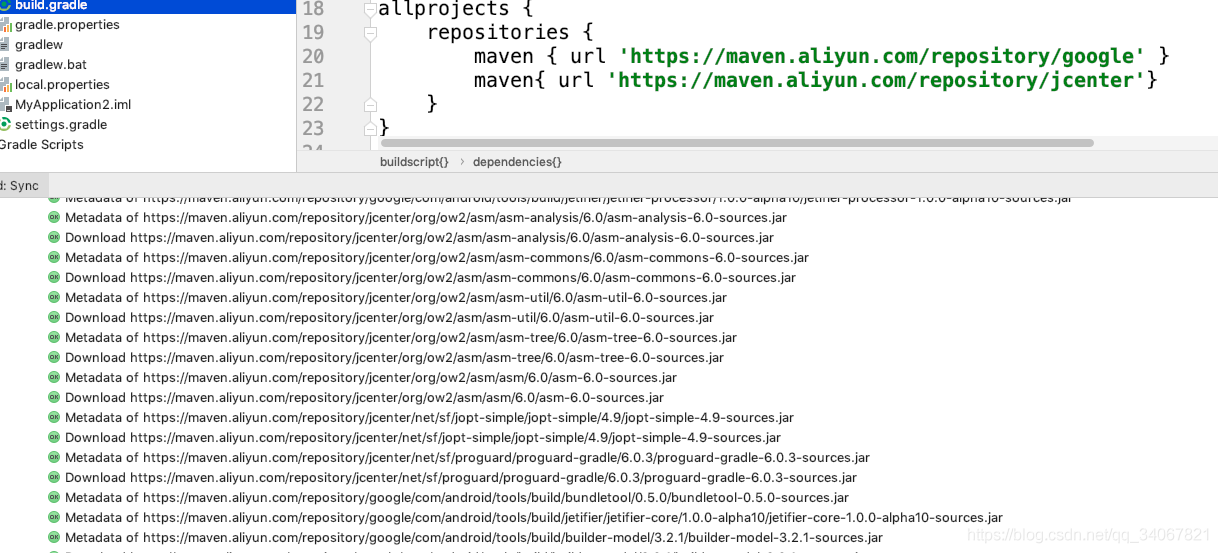 build.gradle
gradle.properties
gradlew
gradlew.bat
local.properties
MyApplication2.iml
settings.gradle
Gradle Scripts
18 allprojects {
19 repositories {
20 maven { url 'https://maven.aliyun.com/repository/google' }
21 maven{ url 'https://maven.aliyun.com/repository/jcenter'}
22 }
23 }
24
buildscript{} › dependencies{}
d: Sync
Metadata of https://maven.aliyun.com/repository/google/com/android/tools/build/jetifier/jetifier-processor/1.0.0-alpha10/jetifier-processor-1.0.0-alpha10-sources.jar
OK Metadata of https://maven.aliyun.com/repository/jcenter/org/ow2/asm/asm-analysis/6.0/asm-analysis-6.0-sources.jar
OK Download https://maven.aliyun.com/repository/jcenter/org/ow2/asm/asm-analysis/6.0/asm-analysis-6.0-sources.jar
OK Metadata of https://maven.aliyun.com/repository/jcenter/org/ow2/asm/asm-commons/6.0/asm-commons-6.0-sources.jar
OK Download https://maven.aliyun.com/repository/jcenter/org/ow2/asm/asm-commons/6.0/asm-commons-6.0-sources.jar
OK Metadata of https://maven.aliyun.com/repository/jcenter/org/ow2/asm/asm-util/6.0/asm-util-6.0-sources.jar
OK Download https://maven.aliyun.com/repository/jcenter/org/ow2/asm/asm-util/6.0/asm-util-6.0-sources.jar
OK Metadata of https://maven.aliyun.com/repository/jcenter/org/ow2/asm/asm-tree/6.0/asm-tree-6.0-sources.jar
OK Download https://maven.aliyun.com/repository/jcenter/org/ow2/asm/asm-tree/6.0/asm-tree-6.0-sources.jar
OK Metadata of https://maven.aliyun.com/repository/jcenter/org/ow2/asm/asm/6.0/asm-6.0-sources.jar
OK Download https://maven.aliyun.com/repository/jcenter/org/ow2/asm/asm/6.0/asm-6.0-sources.jar
OK Metadata of https://maven.aliyun.com/repository/jcenter/net/sf/jopt-simple/jopt-simple/4.9/jopt-simple-4.9-sources.jar
OK Download https://maven.aliyun.com/repository/jcenter/net/sf/jopt-simple/jopt-simple/4.9/jopt-simple-4.9-sources.jar
OK Metadata of https://maven.aliyun.com/repository/jcenter/net/sf/proguard/proguard-gradle/6.0.3/proguard-gradle-6.0.3-sources.jar
OK Download https://maven.aliyun.com/repository/jcenter/net/sf/proguard/proguard-gradle/6.0.3/proguard-gradle-6.0.3-sources.jar
OK Metadata of https://maven.aliyun.com/repository/google/com/android/tools/build/bundletool/0.5.0/bundletool-0.5.0-sources.jar
OK Metadata of https://maven.aliyun.com/repository/google/com/android/tools/build/jetifier/jetifier-core/1.0.0-alpha10/jetifier-core-1.0.0-alpha10-sources.jar
OK Metadata of https://maven.aliyun.com/repository/google/com/android/tools/build/builder-model/3.2.1/builder-model-3.2.1-sources.jar
https://blog.csdn.net/qq_34067821